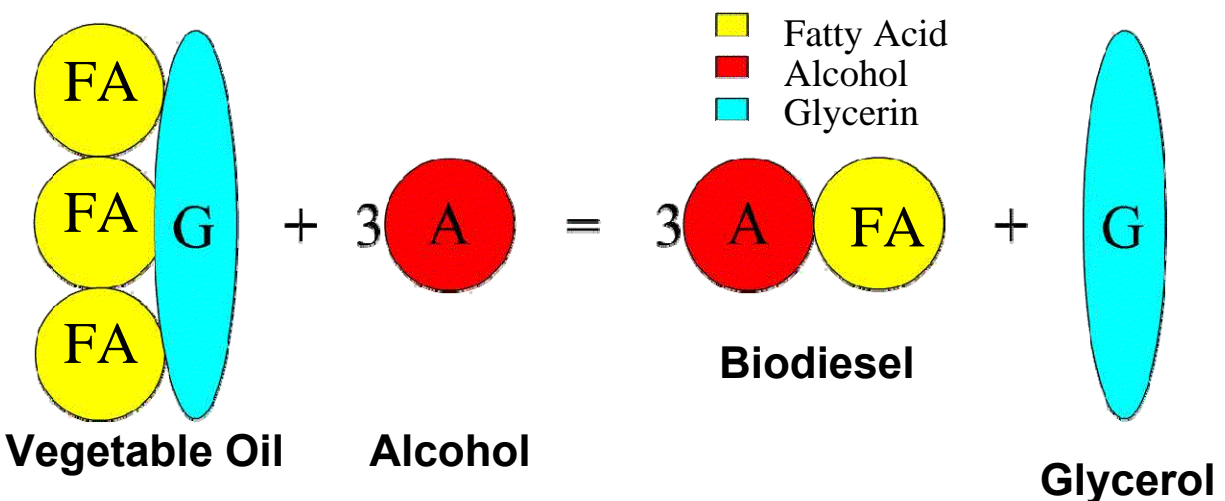 Fatty Acid
Alcohol
Glycerin
FA
FA
FA
G
+
3 A
=
3 A FA
+
G
Vegetable Oil
Alcohol
Biodiesel
Glycerol